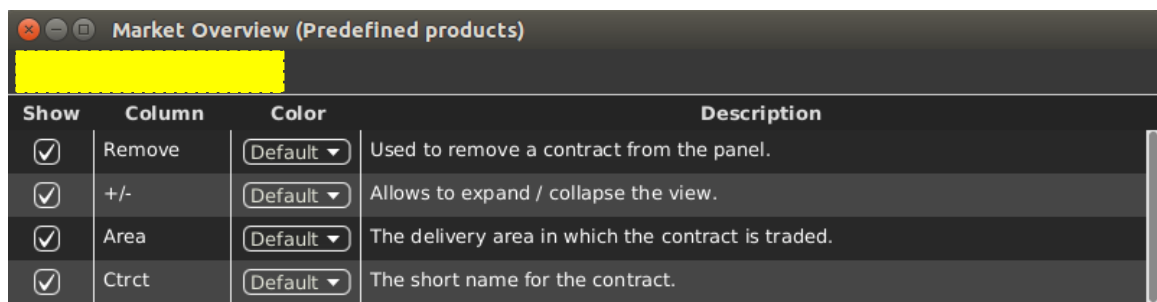 Market Overview (Predefined products)
Show Column Color Description
Remove Default Used to remove a contract from the panel.
+/- Default Allows to expand / collapse the view.
Area Default The delivery area in which the contract is traded.
Ctrct Default The short name for the contract.